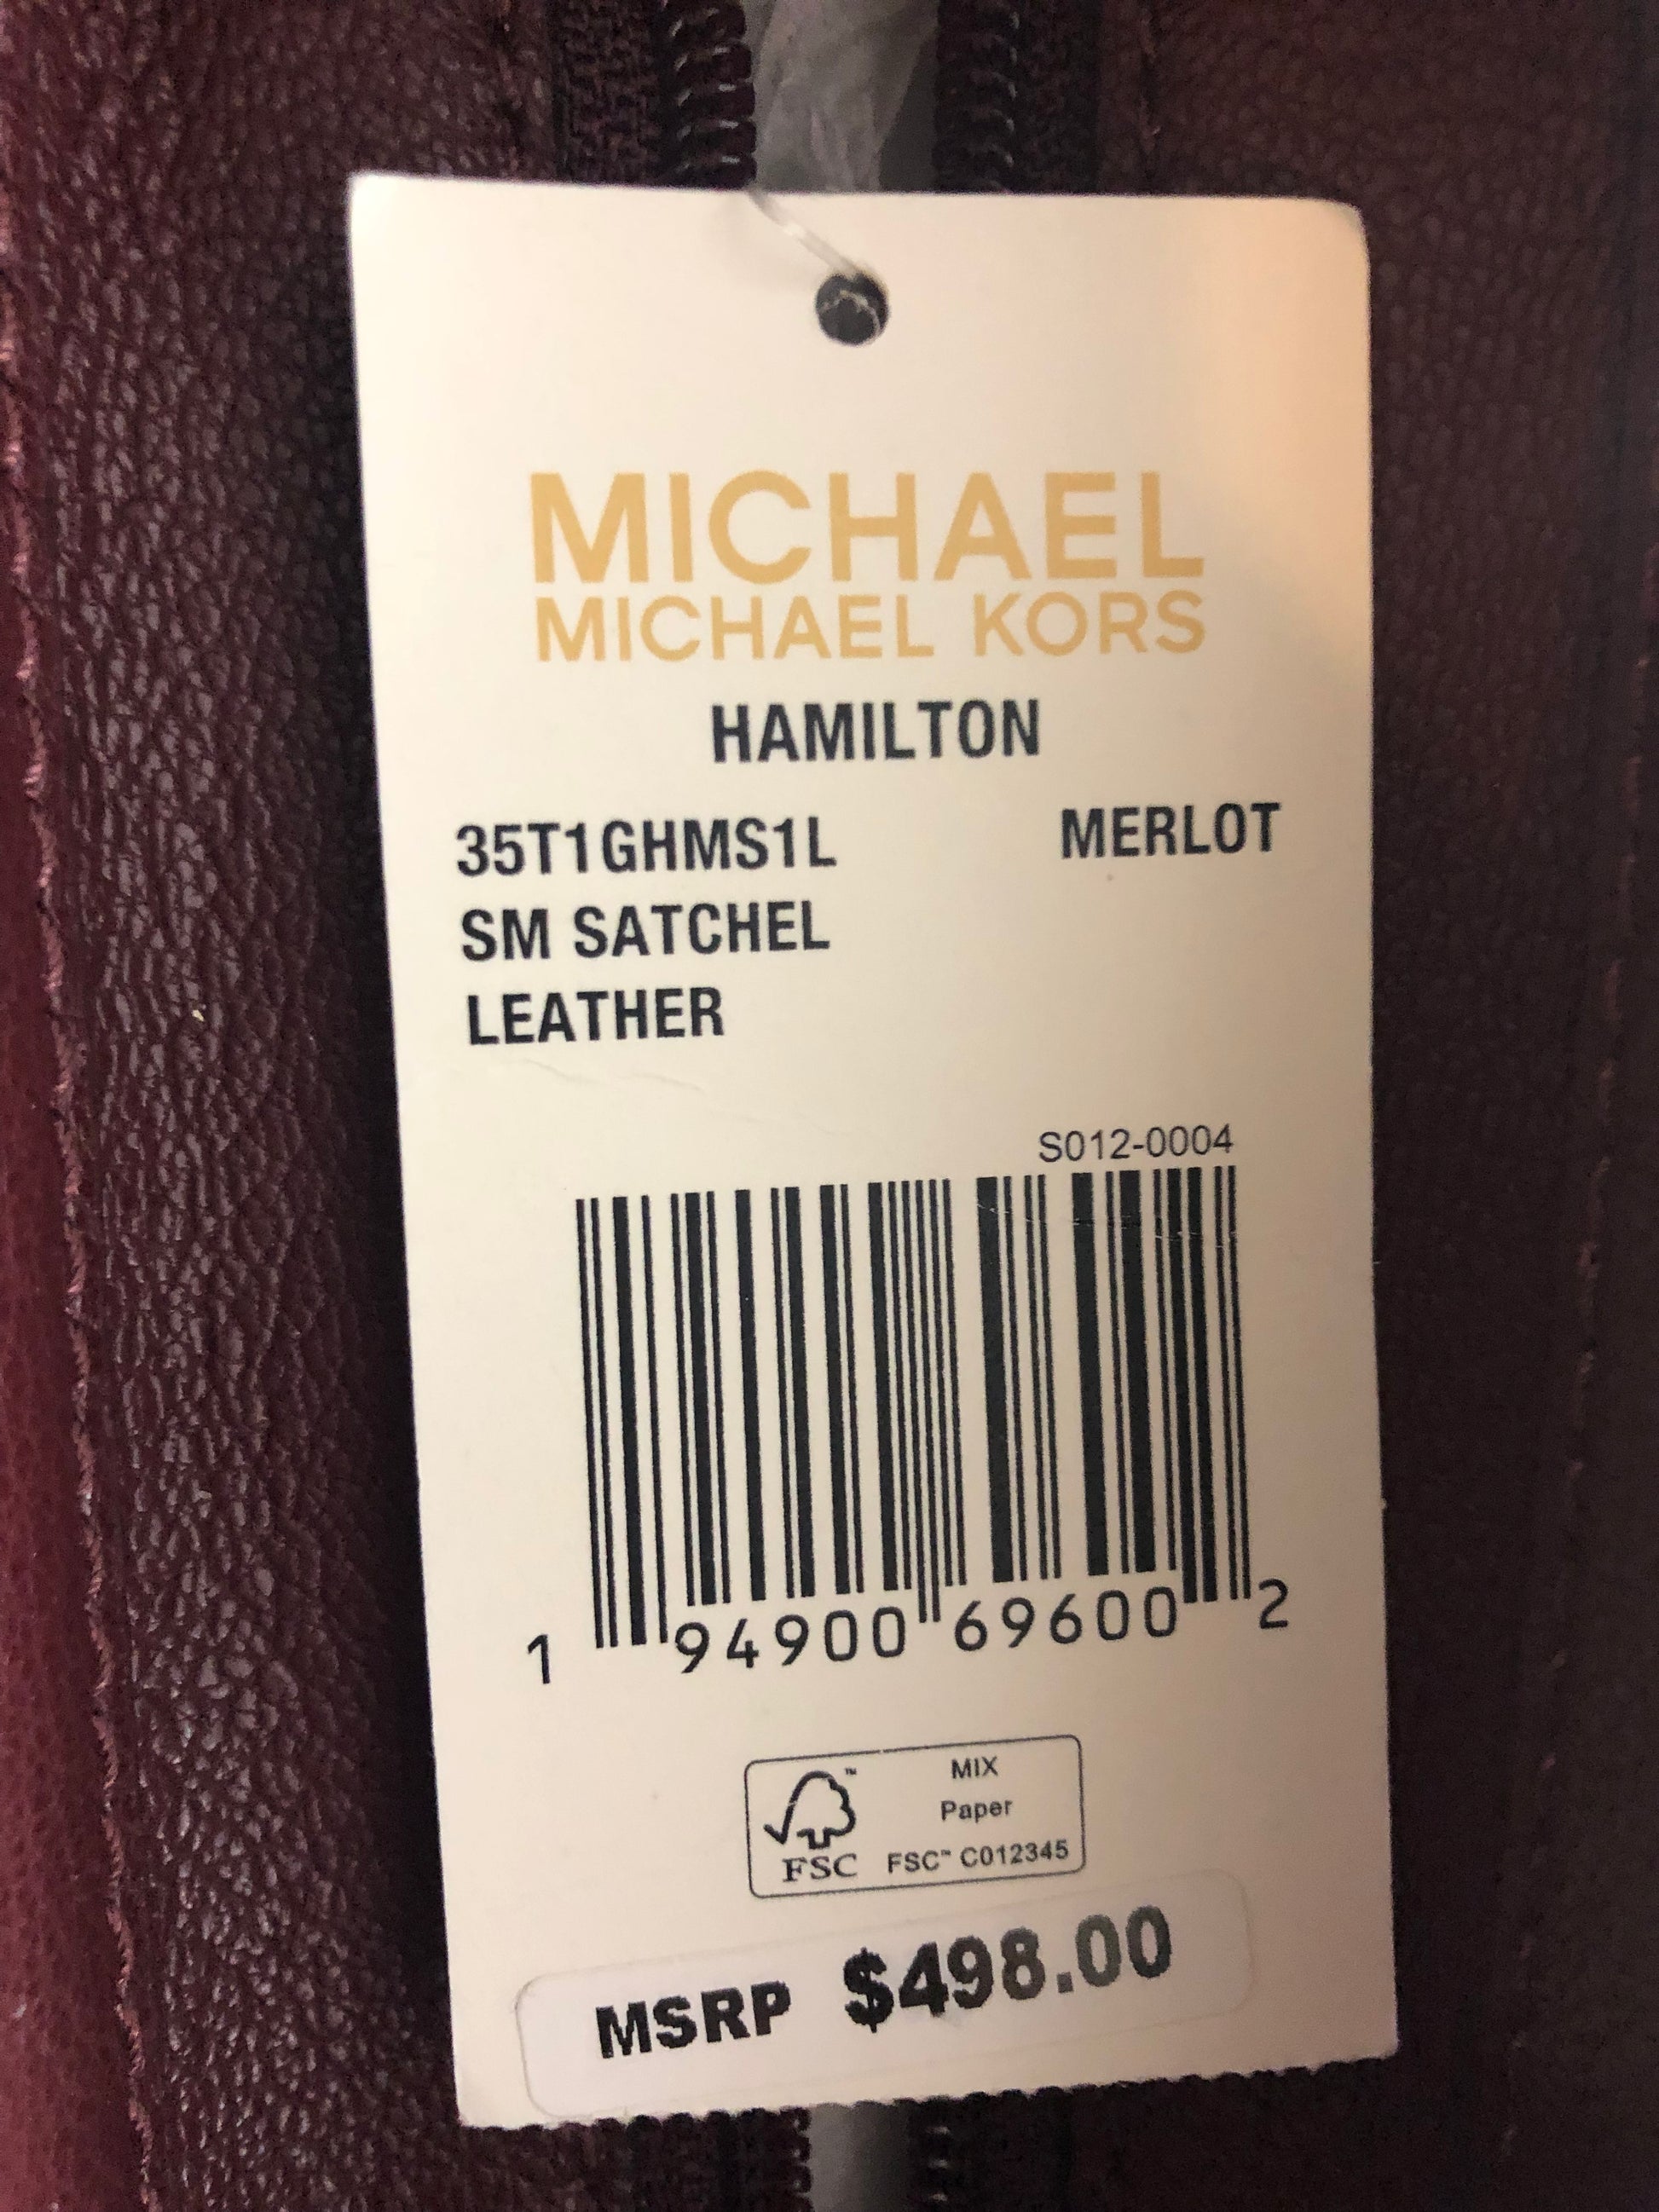 MICHAEL
MICHAEL KORS
HAMILTON
35T1GHMS1L MERLOT
SM SATCHEL
LEATHER
S012-0004
1 94900 69600 2
MIX
Paper
FSC™ C012345
™
FSC
MSRP $498.00